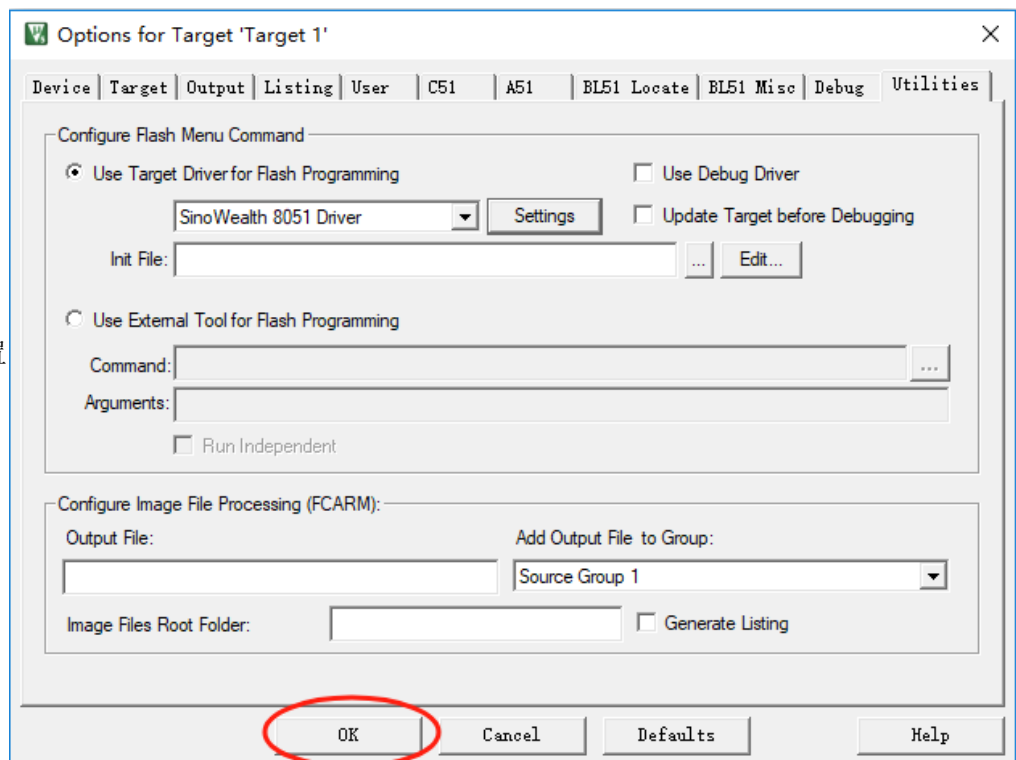 Options for Target 'Target 1'
Device Target Output Listing User C51 A51 BL51 Locate BL51 Misc Debug Utilities
Configure Flash Menu Command
Use Target Driver for Flash Programming Use Debug Driver
SinoWealth 8051 Driver Settings Update Target before Debugging
Init File: ... Edit...
Use External Tool for Flash Programming
Command: ...
Arguments:
Run Independent
Configure Image File Processing (FCARM):
Output File: Add Output File to Group:
Source Group 1
Image Files Root Folder: Generate Listing
OK Cancel Defaults Help